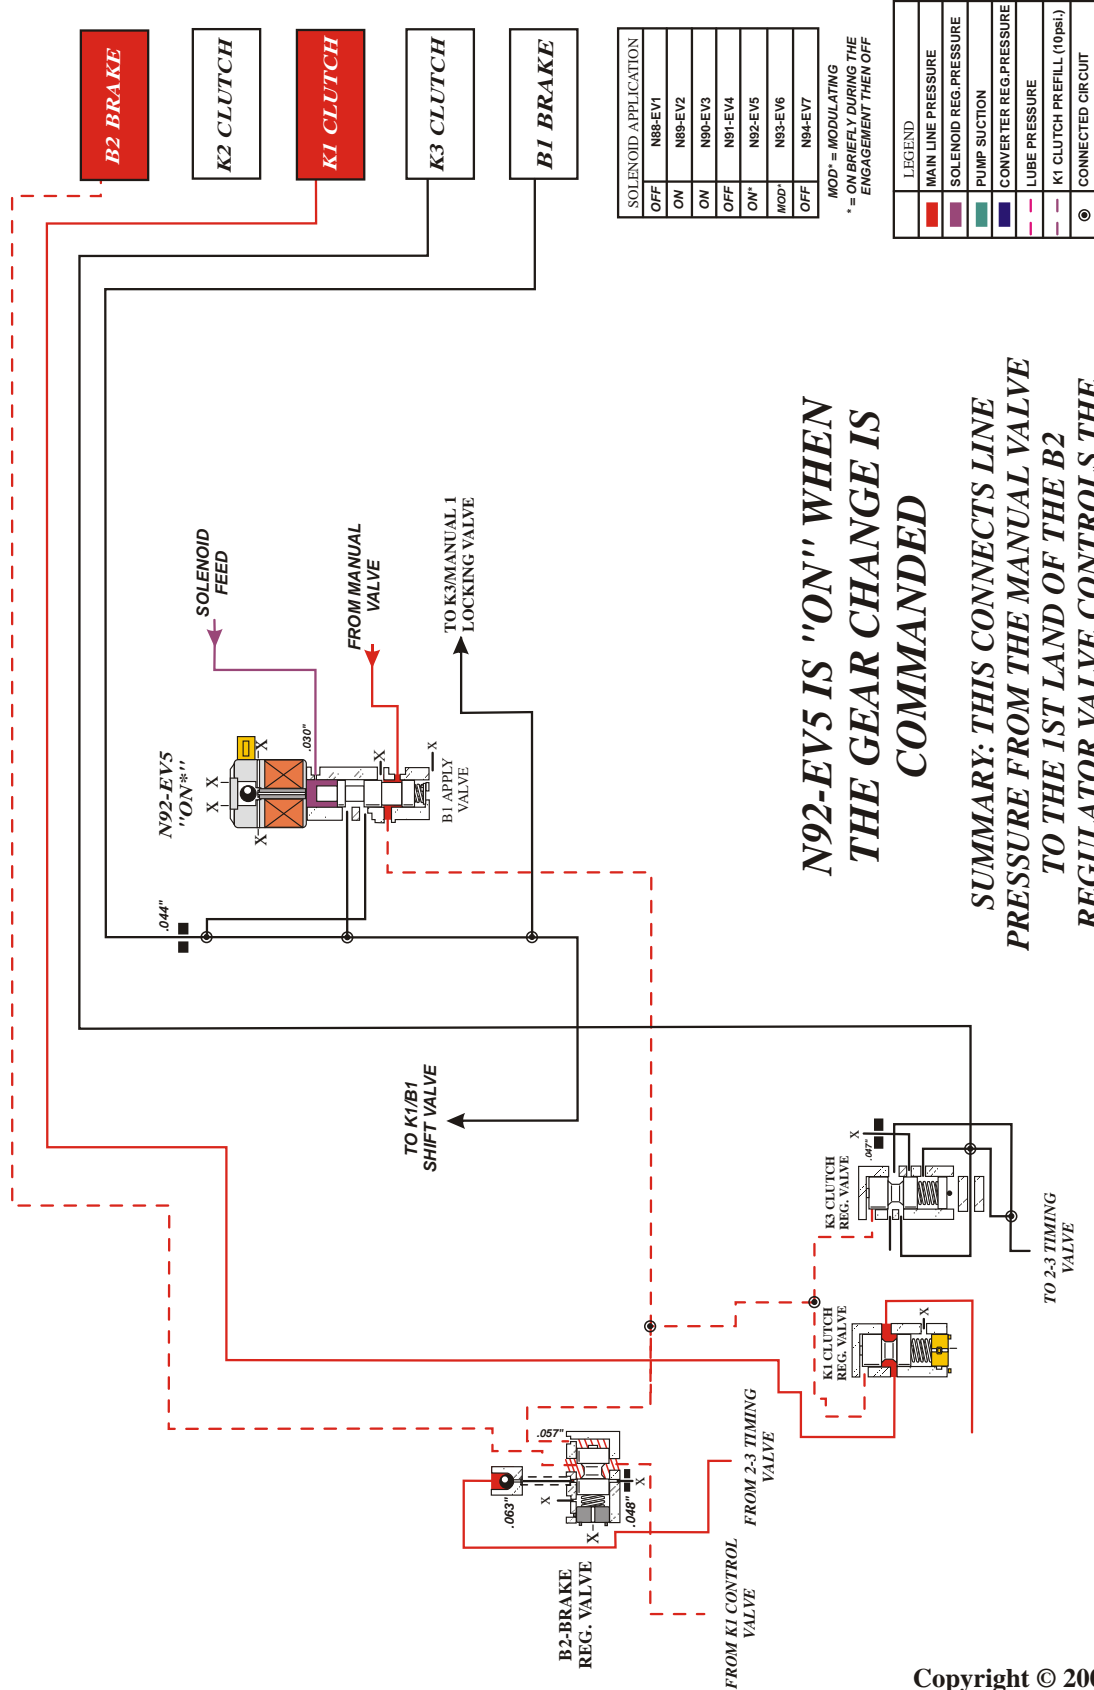 B2 BRAKE
K2 CLUTCH
K1 CLUTCH
K3 CLUTCH
B1 BRAKE
SOLENOID APPLICATION
OFF N88-EV1
ON N89-EV2
ON N90-EV3
OFF N91-EV4
ON* N92-EV5
MOD* N93-EV6
OFF N94-EV7
MOD* = MODULATING
* = ON BRIEFLY DURING THE
ENGAGEMENT THEN OFF
LEGEND
MAIN LINE PRESSURE
SOLENOID REG.PRESSURE
PUMP SUCTION
CONVERTER REG.PRESSURE
LUBE PRESSURE
K1 CLUTCH PREFILL (10psi.)
CONNECTED CIRCUIT
SOLENOID
FEED
FROM MANUAL
VALVE
TO K3/MANUAL 1
LOCKING VALVE
N92-EV5
"ON*"
X
X
X
X
.030"
X
X
B1 APPLY
VALVE
.044"
TO K1/B1
SHIFT VALVE
N92-EV5 IS "ON" WHEN
THE GEAR CHANGE IS
COMMANDED
SUMMARY: THIS CONNECTS LINE
PRESSURE FROM THE MANUAL VALVE
TO THE 1ST LAND OF THE B2
REGULATOR VALVE CONTROLS THE
K3 CLUTCH
REG. VALVE
X
.047"
TO 2-3 TIMING
VALVE
K1 CLUTCH
REG. VALVE
X
.057"
.063"
X
X
.048"
X
B2-BRAKE
REG. VALVE
FROM 2-3 TIMING
VALVE
FROM K1 CONTROL
VALVE
Copyright © 200